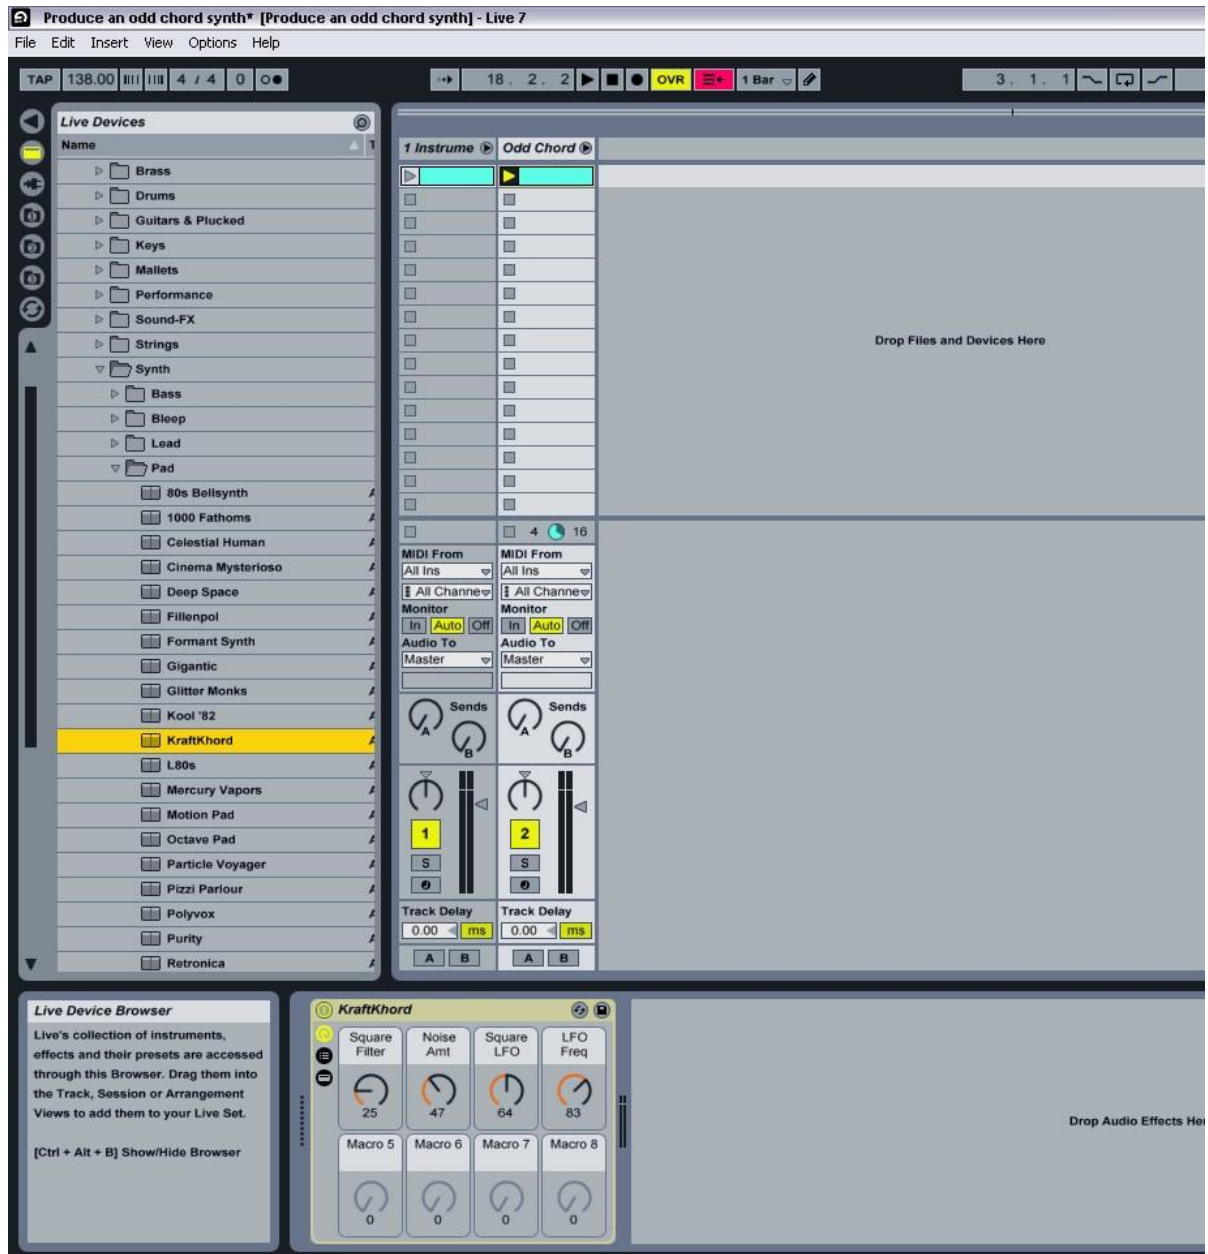 Produce an odd chord synth* [Produce an odd chord synth] - Live 7
File Edit Insert View Options Help
TAP 138.00 4 / 4 0 18 . 2 . 2 OVR 1 Bar 3 . 1 . 1
Live Devices
Name
Brass
Drums
Guitars & Plucked
Keys
Mallets
Performance
Sound-FX
Strings
Synth
Bass
Bleep
Lead
Pad
80s Bellsynth
1000 Fathoms
Celestial Human
Cinema Mysterioso
Deep Space
Fillenpol
Formant Synth
Gigantic
Glitter Monks
Kool '82
KraftKhord
L80s
Mercury Vapors
Motion Pad
Octave Pad
Particle Voyager
Pizzi Parlour
Polyvox
Purity
Retronica
1 Instrume Odd Chord
Drop Files and Devices Here
4 16
MIDI From MIDI From
All Ins All Ins
All Channe All Channe
Monitor Monitor
In Auto Off In Auto Off
Audio To Audio To
Master Master
Sends Sends
A A
B B
1 2
S S
Track Delay Track Delay
0.00 ms 0.00 ms
A B A B
Live Device Browser
Live's collection of instruments,
effects and their presets are accessed
through this Browser. Drag them into
the Track, Session or Arrangement
Views to add them to your Live Set.
[Ctrl + Alt + B] Show/Hide Browser
KraftKhord
Square Filter Noise Amt Square LFO LFO Freq
25 47 64 83
Macro 5 Macro 6 Macro 7 Macro 8
0 0 0 0
Drop Audio Effects Her